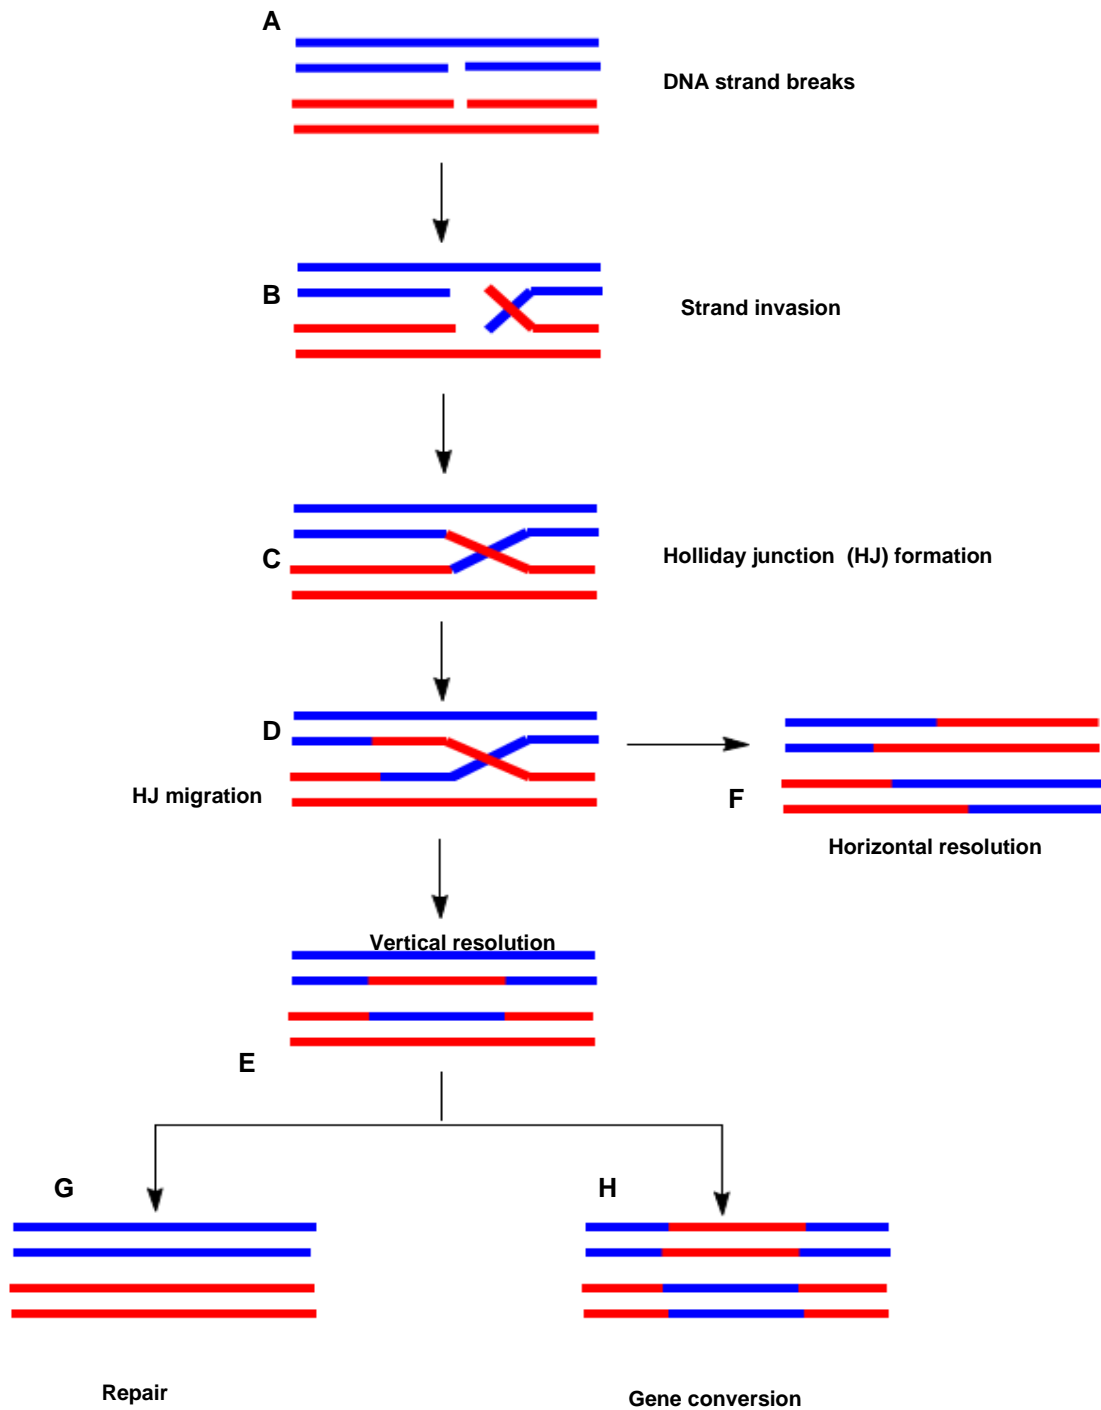 A
DNA strand breaks
B
Strand invasion
C
Holliday junction (HJ) formation
D
HJ migration
F
Horizontal resolution
Vertical resolution
E
G
H
Repair
Gene conversion